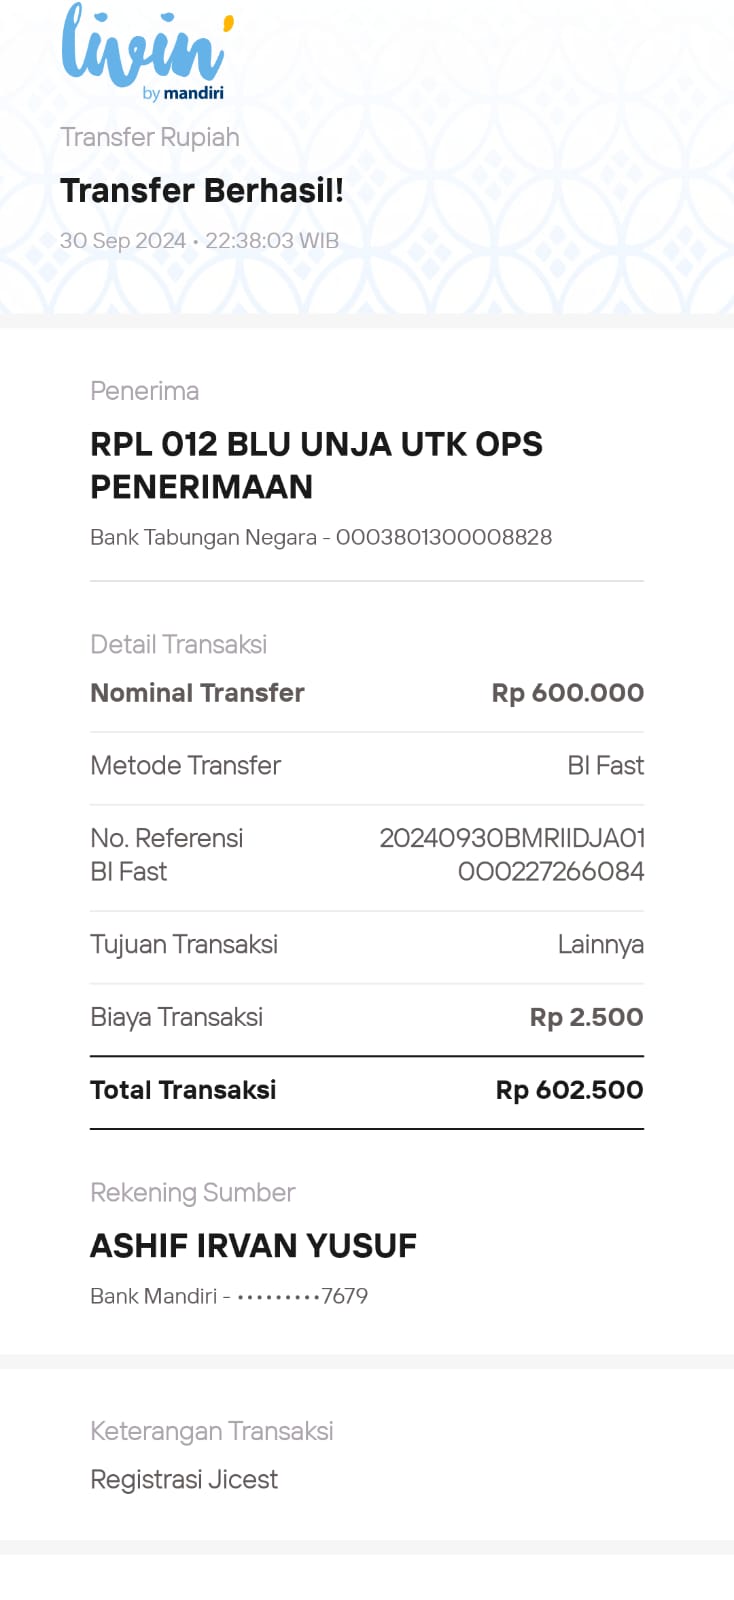 livin'
by mandiri
Transfer Rupiah
Transfer Berhasil!
30 Sep 2024 • 22:38:03 WIB
Penerima
RPL 012 BLU UNJA UTK OPS
PENERIMAAN
Bank Tabungan Negara - 0003801300008828
Detail Transaksi
Nominal Transfer Rp 600.000
Metode Transfer BI Fast
No. Referensi 20240930BMRIIDJA01
BI Fast 0O0227266084
Tujuan Transaksi Lainnya
Biaya Transaksi Rp 2.500
Total Transaksi Rp 602.500
Rekening Sumber
ASHIF IRVAN YUSUF
Bank Mandiri - •••••••••7679
Keterangan Transaksi
Registrasi Jicest